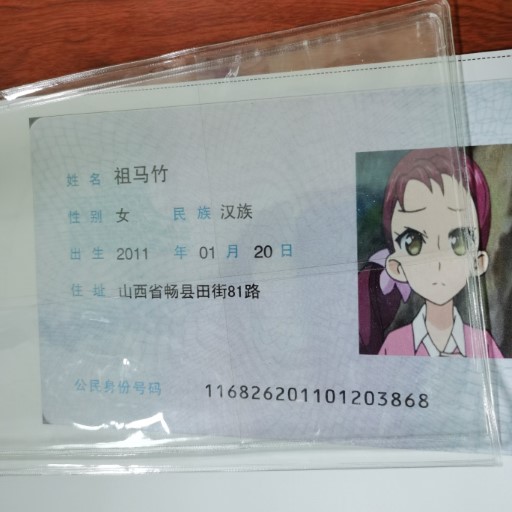 姓名 祖马竹
性别 女 民族 汉族
出生 2011 年 01 月 20 日
住址 山西省畅县田街81路
公民身份号码 116826201101203868